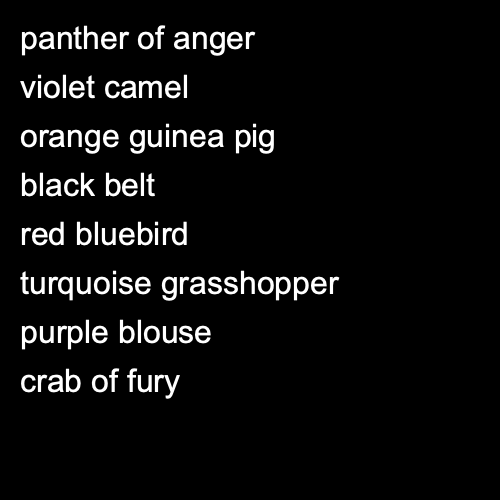 panther of anger
violet camel
orange guinea pig
black belt
red bluebird
turquoise grasshopper
purple blouse
crab of fury